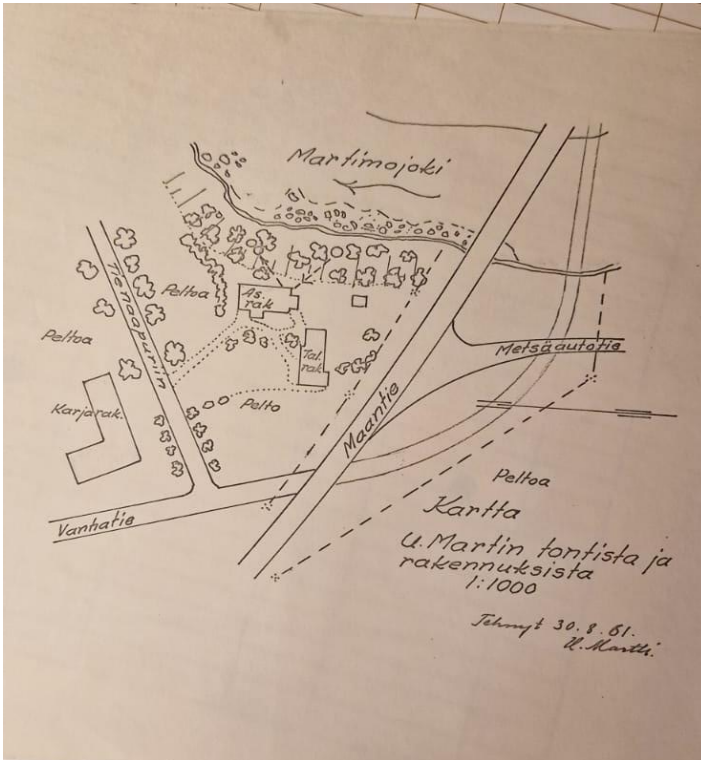 Martimojoki
As.
rak
Tal.
rak.
Peltoa
Peltoa
Tienaapuriin
Karjarak.
Pelto
Maantie
Metsäautotie
Vanhatie
Peltoa
Kartta
U. Martin tontista ja
rakennuksista
1:1000
Tehnyt 30.8.61.
U. Martti.